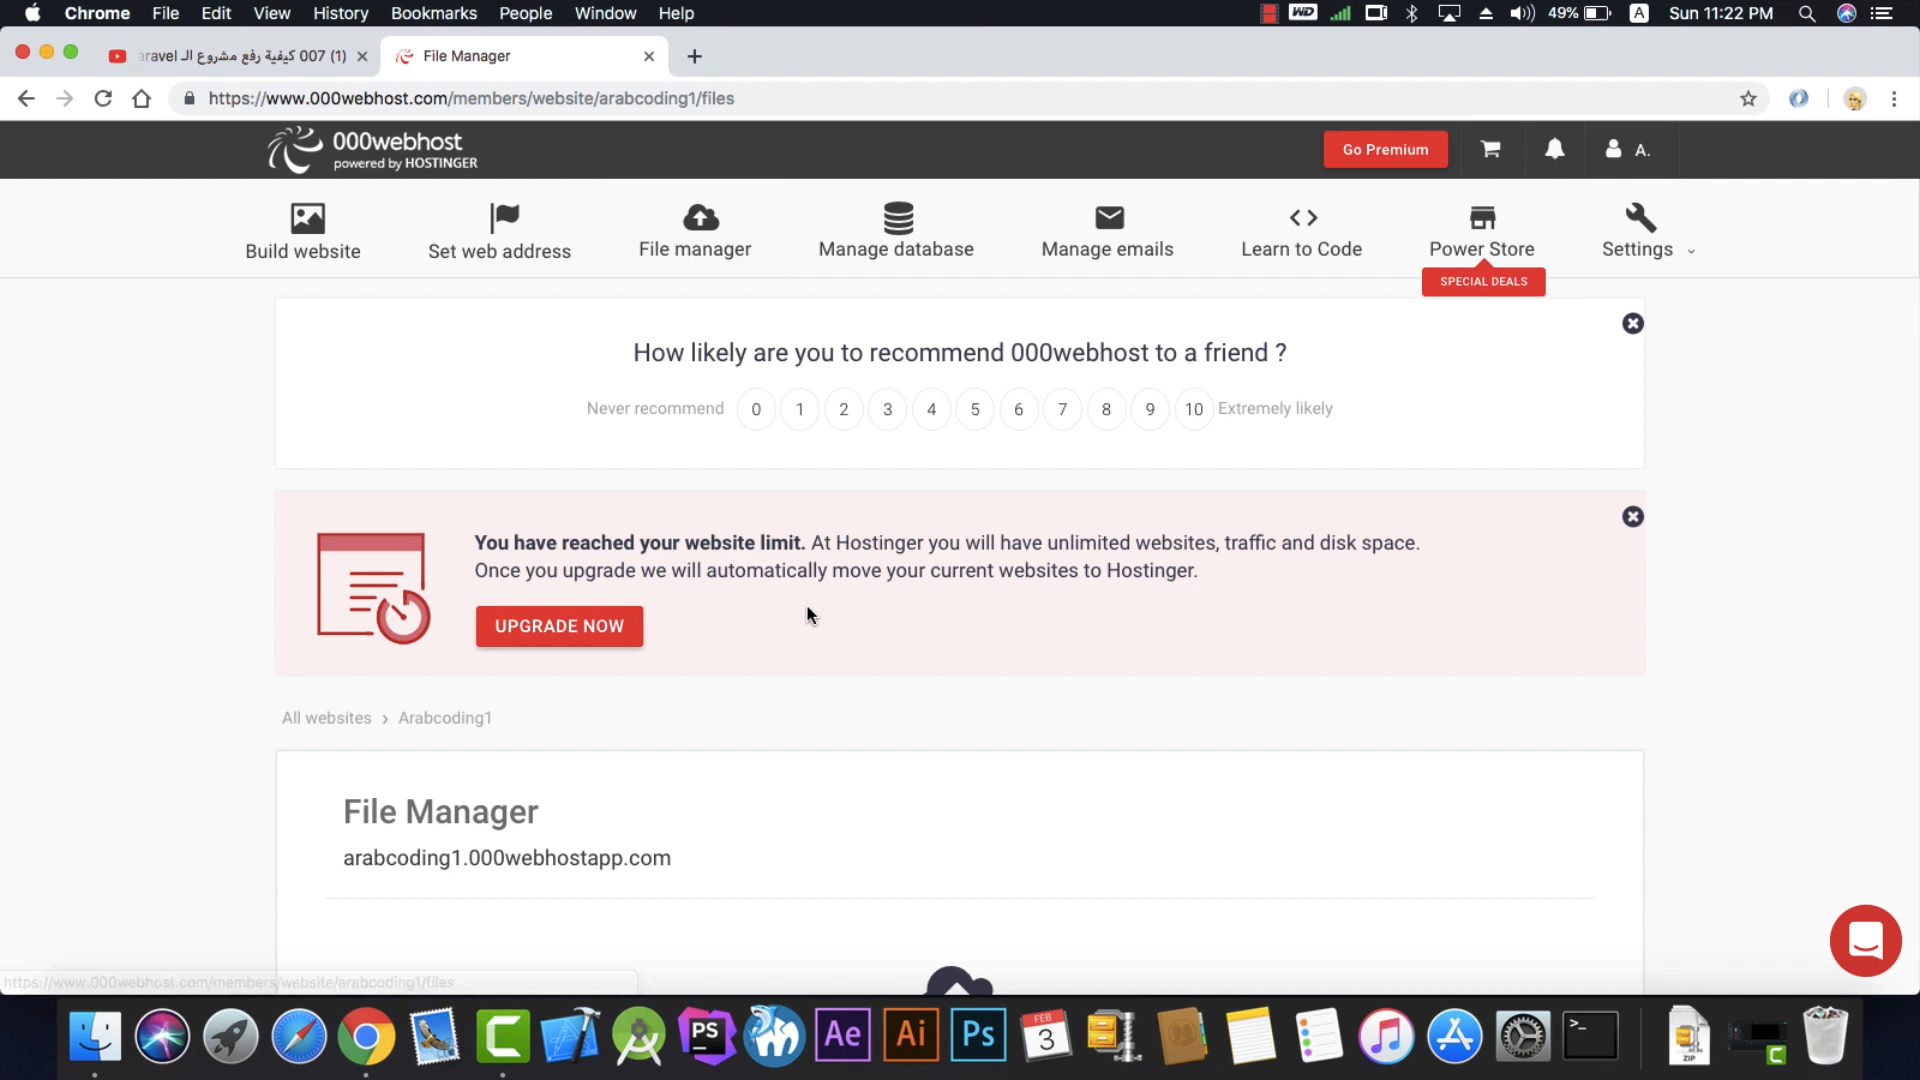 Chrome File Edit View History Bookmarks People Window Help
WD 49% A Sun 11:22 PM
(1) 007 كيفية رفع مشروع الـ aravel
File Manager
https://www.000webhost.com/members/website/arabcoding1/files
000webhost
powered by HOSTINGER
Go Premium
A.
Build website
Set web address
File manager
Manage database
Manage emails
Learn to Code
Power Store
Settings
SPECIAL DEALS
How likely are you to recommend 000webhost to a friend ?
Never recommend 0 1 2 3 4 5 6 7 8 9 10 Extremely likely
You have reached your website limit. At Hostinger you will have unlimited websites, traffic and disk space.
Once you upgrade we will automatically move your current websites to Hostinger.
UPGRADE NOW
All websites › Arabcoding1
File Manager
arabcoding1.000webhostapp.com
https://www.000webhost.com/members/website/arabcoding1/files
C PS Ae Ai Ps FEB 3 >_ ZIP C